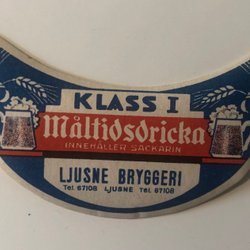 KLASS I
Måltidsdricka
INNEHÅLLER SACKARIN
LJUSNE BRYGGERI
Tel. 67108 LJUSNE Tel. 67108